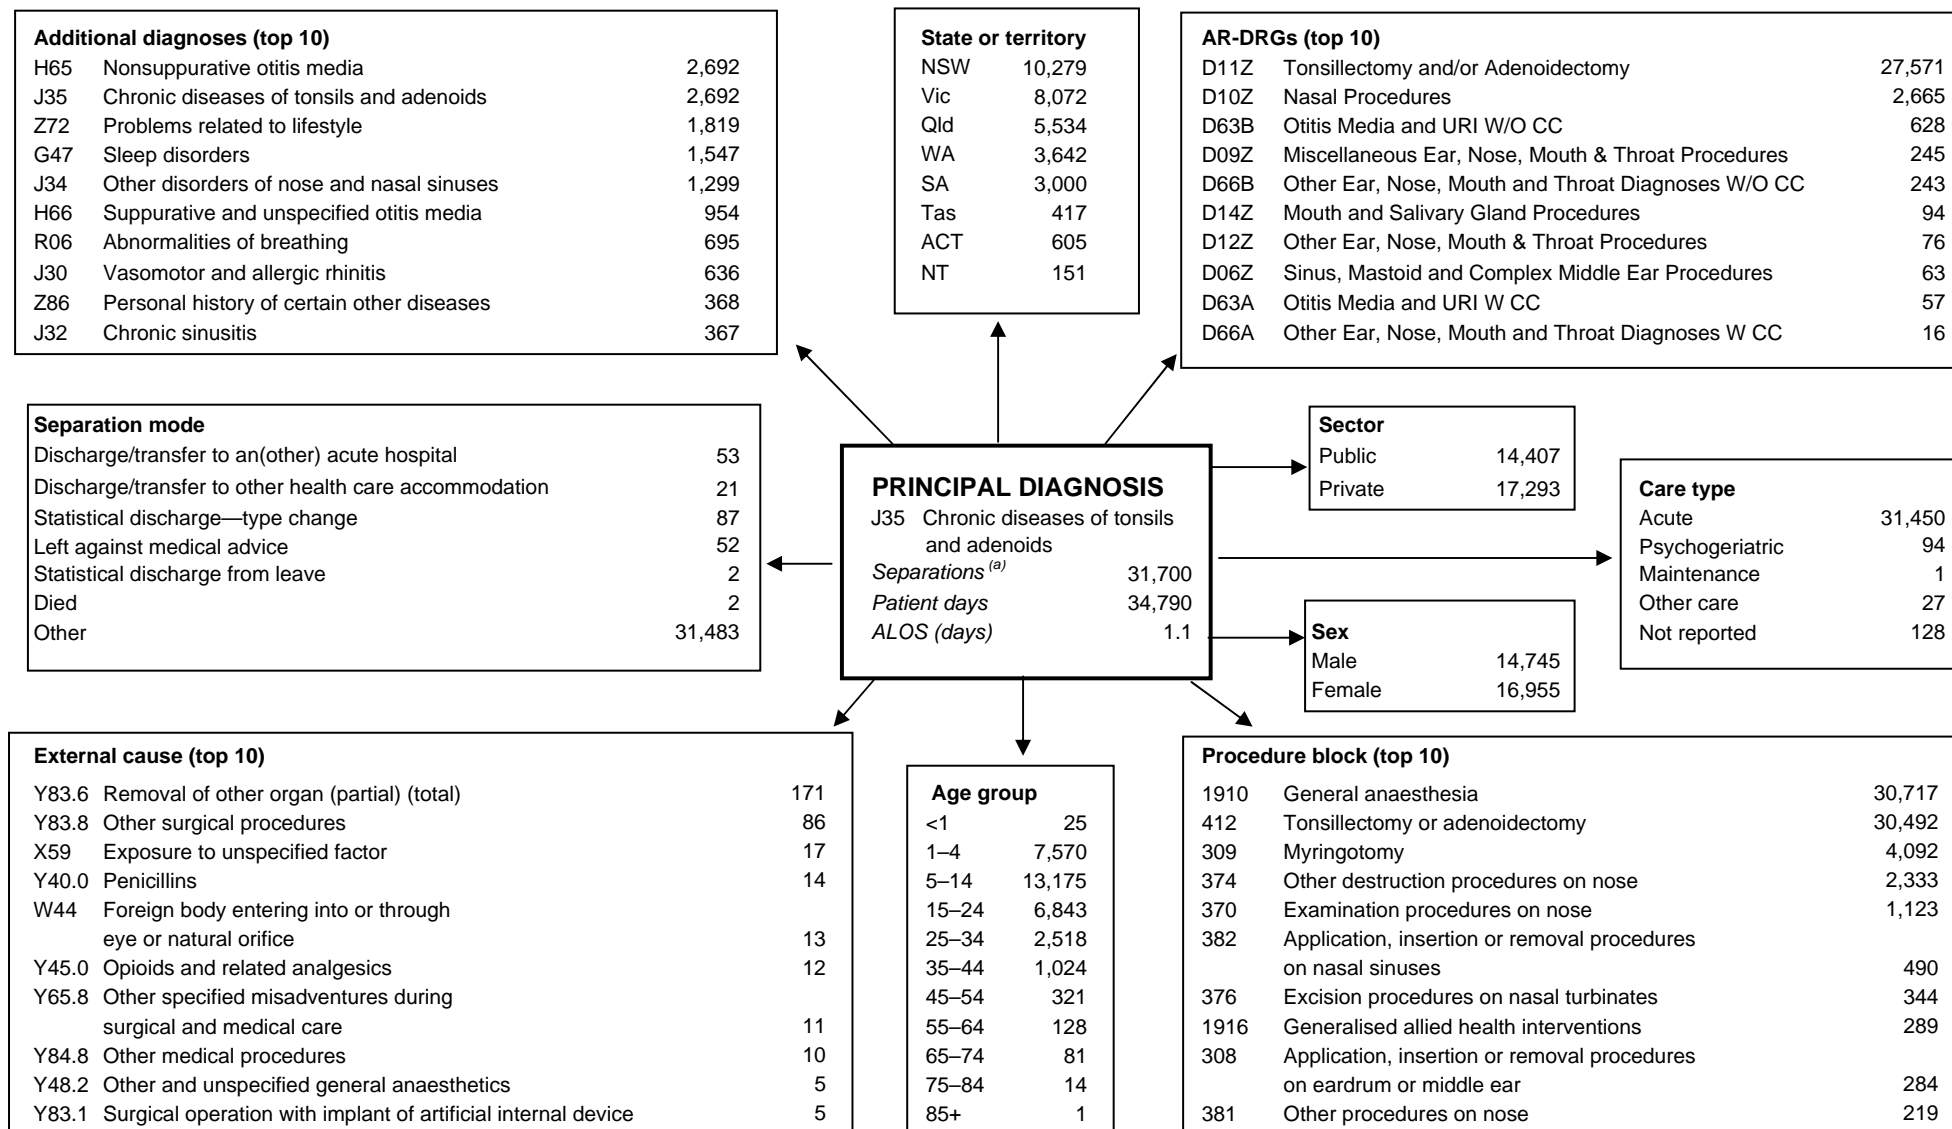 Additional diagnoses (top 10)
H65 Nonsuppurative otitis media 2,692
J35 Chronic diseases of tonsils and adenoids 2,692
Z72 Problems related to lifestyle 1,819
G47 Sleep disorders 1,547
J34 Other disorders of nose and nasal sinuses 1,299
H66 Suppurative and unspecified otitis media 954
R06 Abnormalities of breathing 695
J30 Vasomotor and allergic rhinitis 636
Z86 Personal history of certain other diseases 368
J32 Chronic sinusitis 367
State or territory
NSW 10,279
Vic 8,072
Qld 5,534
WA 3,642
SA 3,000
Tas 417
ACT 605
NT 151
AR-DRGs (top 10)
D11Z Tonsillectomy and/or Adenoidectomy 27,571
D10Z Nasal Procedures 2,665
D63B Otitis Media and URI W/O CC 628
D09Z Miscellaneous Ear, Nose, Mouth & Throat Procedures 245
D66B Other Ear, Nose, Mouth and Throat Diagnoses W/O CC 243
D14Z Mouth and Salivary Gland Procedures 94
D12Z Other Ear, Nose, Mouth & Throat Procedures 76
D06Z Sinus, Mastoid and Complex Middle Ear Procedures 63
D63A Otitis Media and URI W CC 57
D66A Other Ear, Nose, Mouth and Throat Diagnoses W CC 16
Separation mode
Discharge/transfer to an(other) acute hospital 53
Discharge/transfer to other health care accommodation 21
Statistical discharge—type change 87
Left against medical advice 52
Statistical discharge from leave 2
Died 2
Other 31,483
PRINCIPAL DIAGNOSIS
J35 Chronic diseases of tonsils
and adenoids
Separations (a) 31,700
Patient days 34,790
ALOS (days) 1.1
Sector
Public 14,407
Private 17,293
Care type
Acute 31,450
Psychogeriatric 94
Maintenance 1
Other care 27
Not reported 128
Sex
Male 14,745
Female 16,955
External cause (top 10)
Y83.6 Removal of other organ (partial) (total) 171
Y83.8 Other surgical procedures 86
X59 Exposure to unspecified factor 17
Y40.0 Penicillins 14
W44 Foreign body entering into or through
eye or natural orifice 13
Y45.0 Opioids and related analgesics 12
Y65.8 Other specified misadventures during
surgical and medical care 11
Y84.8 Other medical procedures 10
Y48.2 Other and unspecified general anaesthetics 5
Y83.1 Surgical operation with implant of artificial internal device 5
Age group
<1 25
1–4 7,570
5–14 13,175
15–24 6,843
25–34 2,518
35–44 1,024
45–54 321
55–64 128
65–74 81
75–84 14
85+ 1
Procedure block (top 10)
1910 General anaesthesia 30,717
412 Tonsillectomy or adenoidectomy 30,492
309 Myringotomy 4,092
374 Other destruction procedures on nose 2,333
370 Examination procedures on nose 1,123
382 Application, insertion or removal procedures
on nasal sinuses 490
376 Excision procedures on nasal turbinates 344
1916 Generalised allied health interventions 289
308 Application, insertion or removal procedures
on eardrum or middle ear 284
381 Other procedures on nose 219